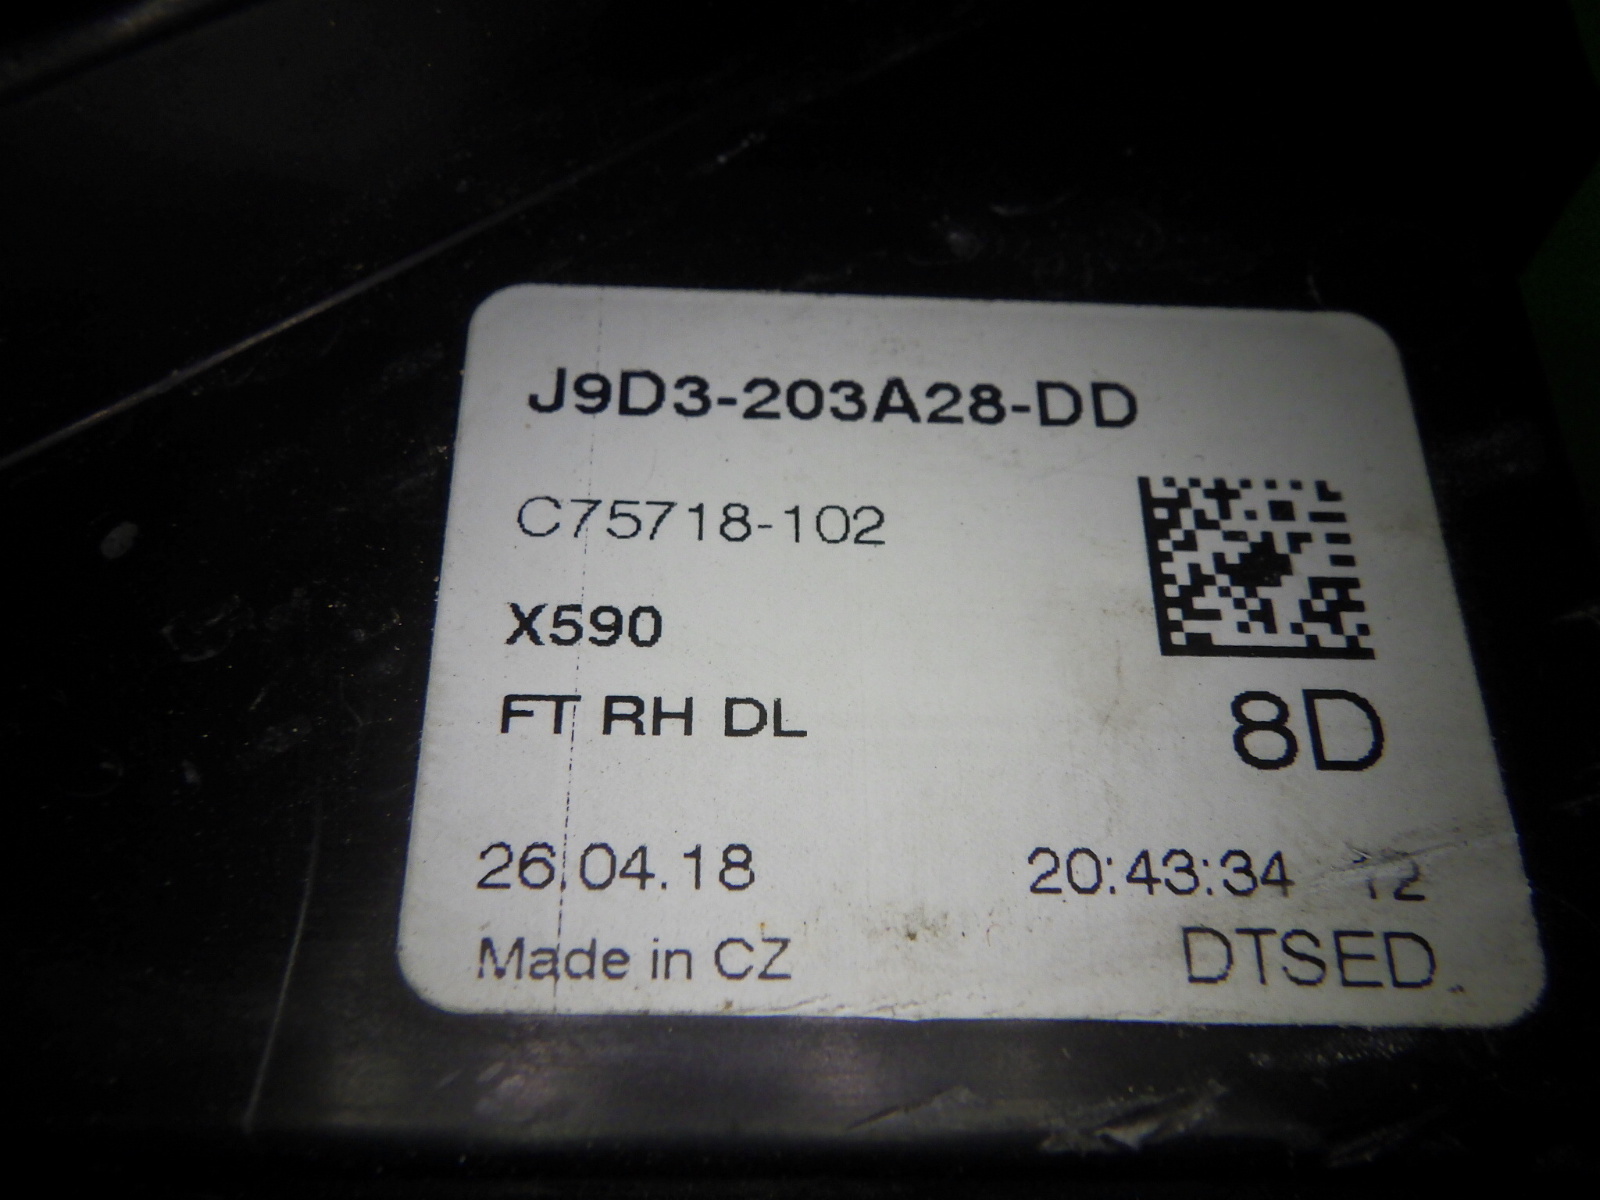 J9D3-203A28-DD
C75718-102
X590
FT RH DL
8D
26.04.18 20:43:34 12
Made in CZ DTSED